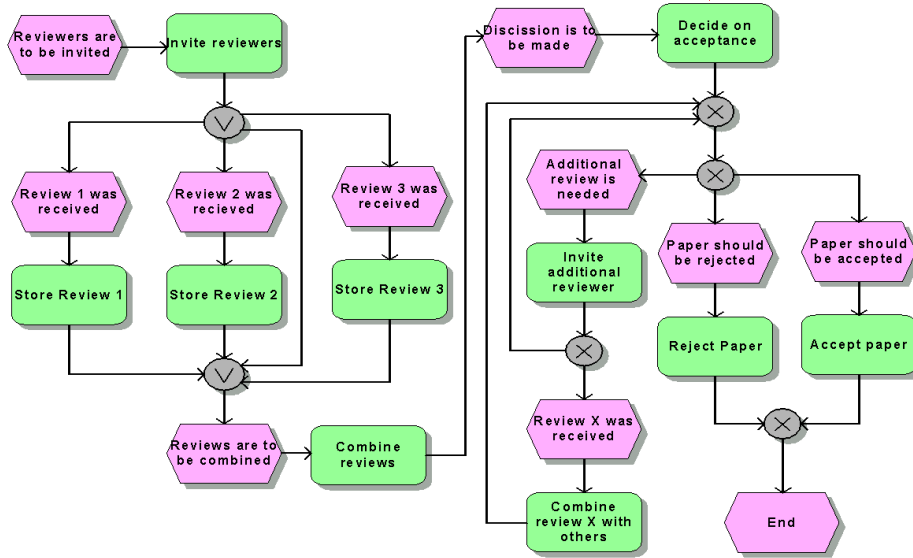 Reviewers are
to be invited
Invite reviewers
Discission is to
be made
Decide on
acceptance
Review 1 was
received
Review 2 was
recieved
Review 3 was
received
Additional
review is
needed
Paper should
be rejected
Paper should
be accepted
Store Review 1
Store Review 2
Store Review 3
Invite
additional
reviewer
Reject Paper
Accept paper
Reviews are to
be combined
Combine
reviews
Review X was
received
Combine
review X with
others
End